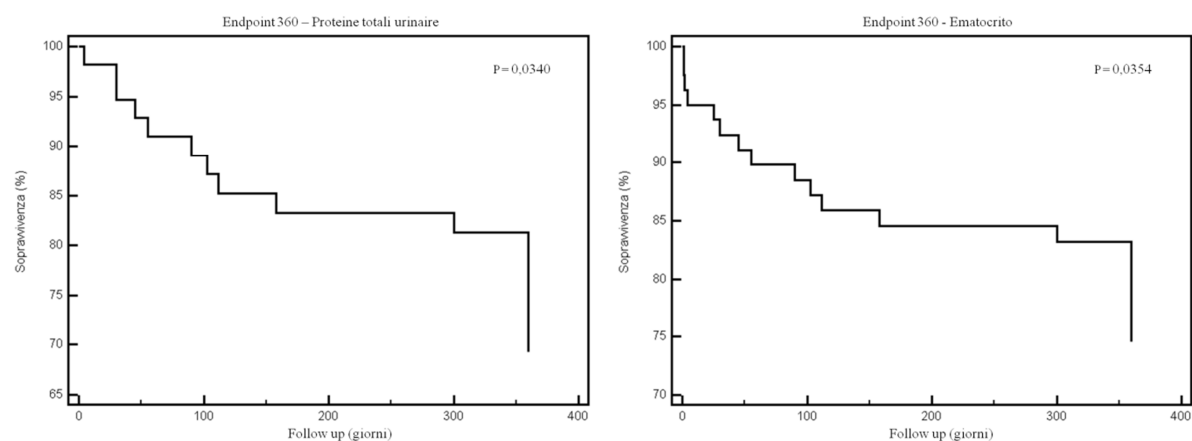 Endpoint 360 – Proteine totali urinaire
P = 0,0340
Sopravvivenza (%)
100
95
90
85
80
75
70
65
0 100 200 300 400
Follow up (giorni)
Endpoint 360 - Ematocrito
P = 0,0354
Sopravvivenza (%)
100
95
90
85
80
75
70
0 100 200 300 400
Follow up (giorni)